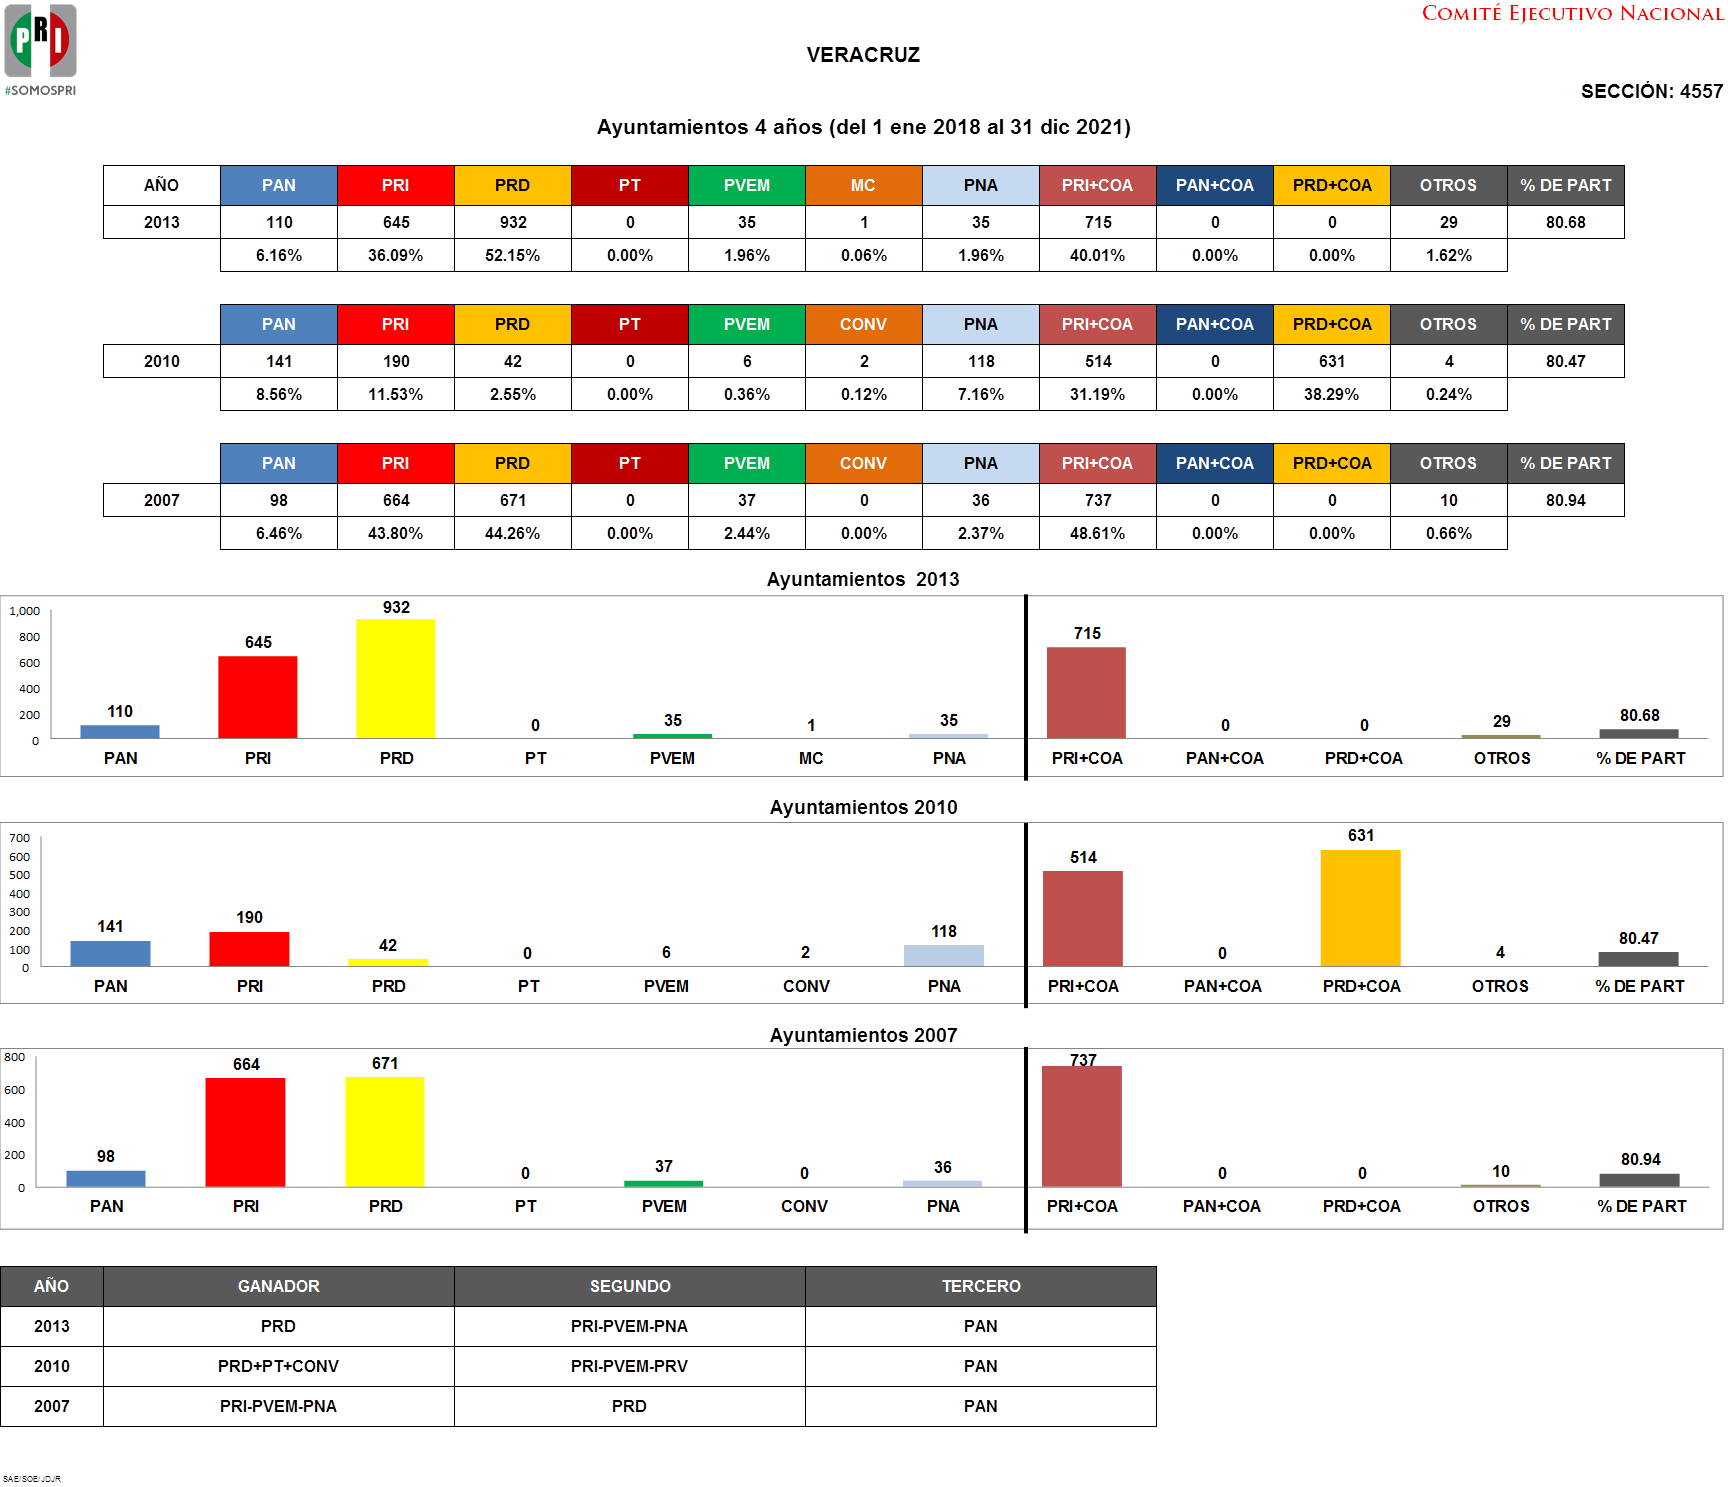 PRI
#SOMOSPRI
COMITÉ EJECUTIVO NACIONAL
VERACRUZ
SECCIÓN: 4557
Ayuntamientos 4 años (del 1 ene 2018 al 31 dic 2021)
AÑO PAN PRI PRD PT PVEM MC PNA PRI+COA PAN+COA PRD+COA OTROS % DE PART
2013 110 645 932 0 35 1 35 715 0 0 29 80.68
6.16% 36.09% 52.15% 0.00% 1.96% 0.06% 1.96% 40.01% 0.00% 0.00% 1.62%
PAN PRI PRD PT PVEM CONV PNA PRI+COA PAN+COA PRD+COA OTROS % DE PART
2010 141 190 42 0 6 2 118 514 0 631 4 80.47
8.56% 11.53% 2.55% 0.00% 0.36% 0.12% 7.16% 31.19% 0.00% 38.29% 0.24%
PAN PRI PRD PT PVEM CONV PNA PRI+COA PAN+COA PRD+COA OTROS % DE PART
2007 98 664 671 0 37 0 36 737 0 0 10 80.94
6.46% 43.80% 44.26% 0.00% 2.44% 0.00% 2.37% 48.61% 0.00% 0.00% 0.66%
Ayuntamientos 2013
1,000
800
600
400
200
0
110 645 932 0 35 1 35 715 0 0 29 80.68
PAN PRI PRD PT PVEM MC PNA PRI+COA PAN+COA PRD+COA OTROS % DE PART
Ayuntamientos 2010
700
600
500
400
300
200
100
0
141 190 42 0 6 2 118 514 0 631 4 80.47
PAN PRI PRD PT PVEM CONV PNA PRI+COA PAN+COA PRD+COA OTROS % DE PART
Ayuntamientos 2007
800
600
400
200
0
98 664 671 0 37 0 36 737 0 0 10 80.94
PAN PRI PRD PT PVEM CONV PNA PRI+COA PAN+COA PRD+COA OTROS % DE PART
AÑO GANADOR SEGUNDO TERCERO
2013 PRD PRI-PVEM-PNA PAN
2010 PRD+PT+CONV PRI-PVEM-PRV PAN
2007 PRI-PVEM-PNA PRD PAN
SAE/SOE/JDJR